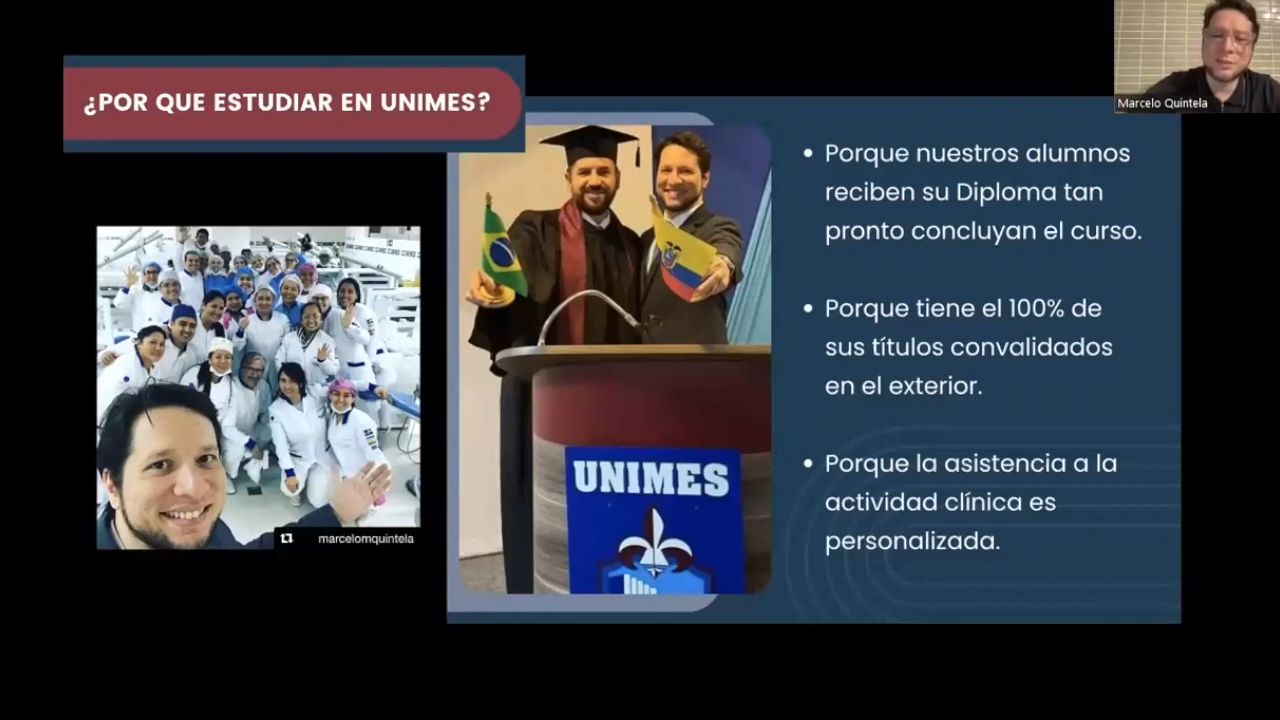 ¿POR QUE ESTUDIAR EN UNIMES?
Marcelo Quintela
Porque nuestros alumnos
reciben su Diploma tan
pronto concluyan el curso.
Porque tiene el 100% de
sus títulos convalidados
en el exterior.
Porque la asistencia a la
actividad clínica es
personalizada.
UNIMES
marcelomquintela